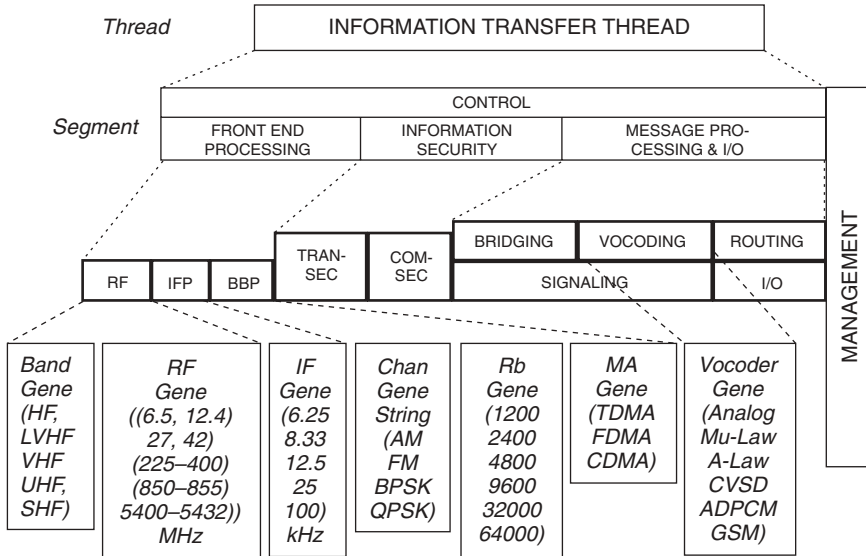 Thread
INFORMATION TRANSFER THREAD
Segment
CONTROL
FRONT END
PROCESSING
INFORMATION
SECURITY
MESSAGE PRO-
CESSING & I/O
MANAGEMENT
RF
IFP
BBP
TRAN-
SEC
COM-
SEC
BRIDGING
VOCODING
ROUTING
SIGNALING
I/O
Band
Gene
(HF,
LVHF
VHF
UHF,
SHF)
RF
Gene
((6.5, 12.4)
27, 42)
(225–400)
(850–855)
5400–5432))
MHz
IF
Gene
(6.25
8.33
12.5
25
100)
kHz
Chan
Gene
String
(AM
FM
BPSK
QPSK)
Rb
Gene
(1200
2400
4800
9600
32000
64000)
MA
Gene
(TDMA
FDMA
CDMA)
Vocoder
Gene
(Analog
Mu-Law
A-Law
CVSD
ADPCM
GSM)